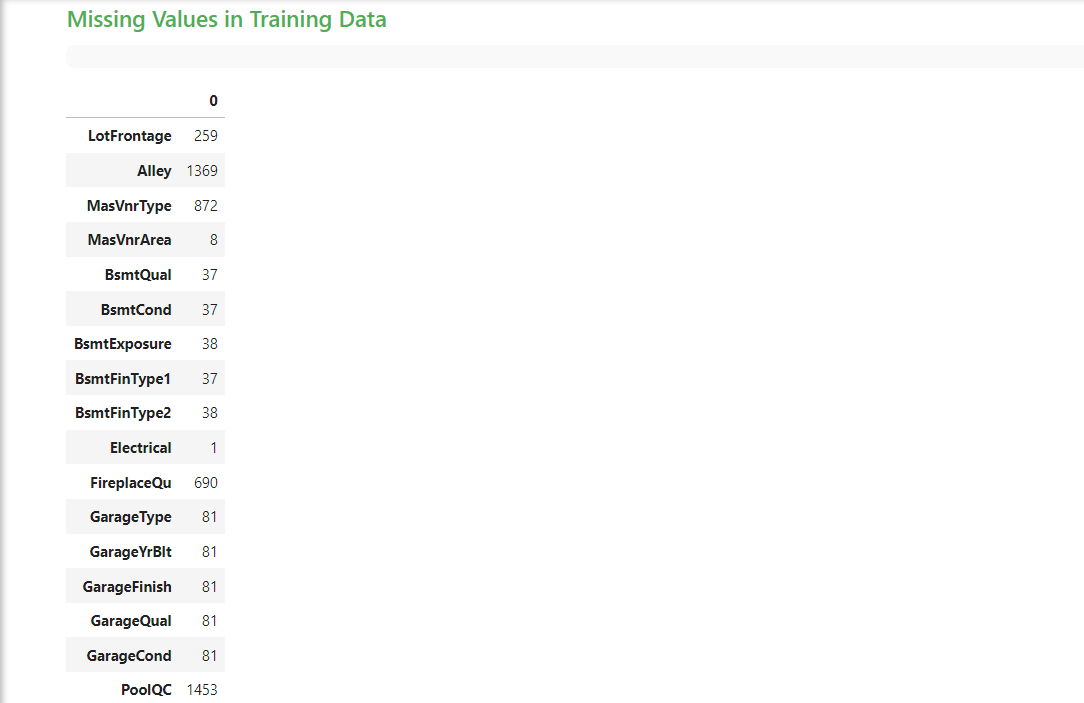 Missing Values in Training Data
0
LotFrontage 259
Alley 1369
MasVnrType 872
MasVnrArea 8
BsmtQual 37
BsmtCond 37
BsmtExposure 38
BsmtFinType1 37
BsmtFinType2 38
Electrical 1
FireplaceQu 690
GarageType 81
GarageYrBlt 81
GarageFinish 81
GarageQual 81
GarageCond 81
PoolQC 1453